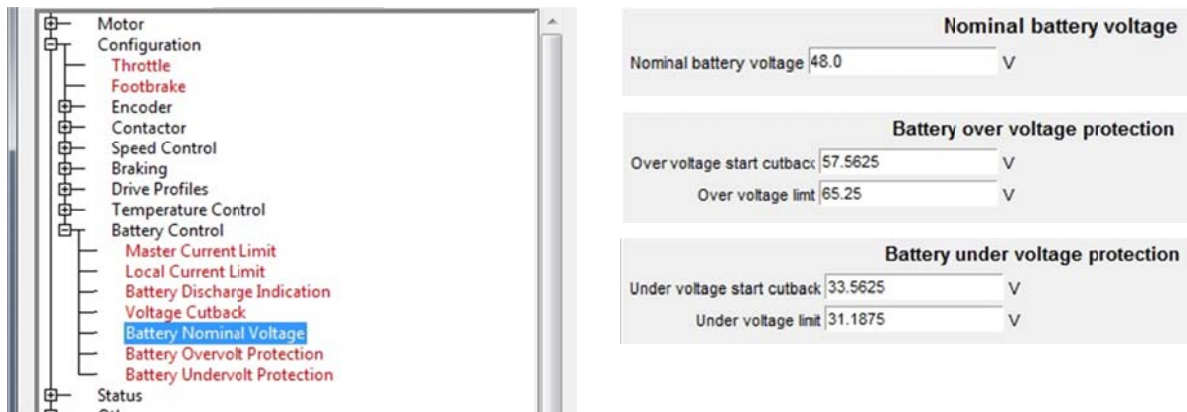 Motor
Configuration
Throttle
Footbrake
Encoder
Contactor
Speed Control
Braking
Drive Profiles
Temperature Control
Battery Control
Master Current Limit
Local Current Limit
Battery Discharge Indication
Voltage Cutback
Battery Nominal Voltage
Battery Overvolt Protection
Battery Undervolt Protection
Status
Nominal battery voltage
Nominal battery voltage 48.0 V
Battery over voltage protection
Over voltage start cutback 57.5625 V
Over voltage limt 65.25 V
Battery under voltage protection
Under voltage start cutback 33.5625 V
Under voltage limit 31.1875 V